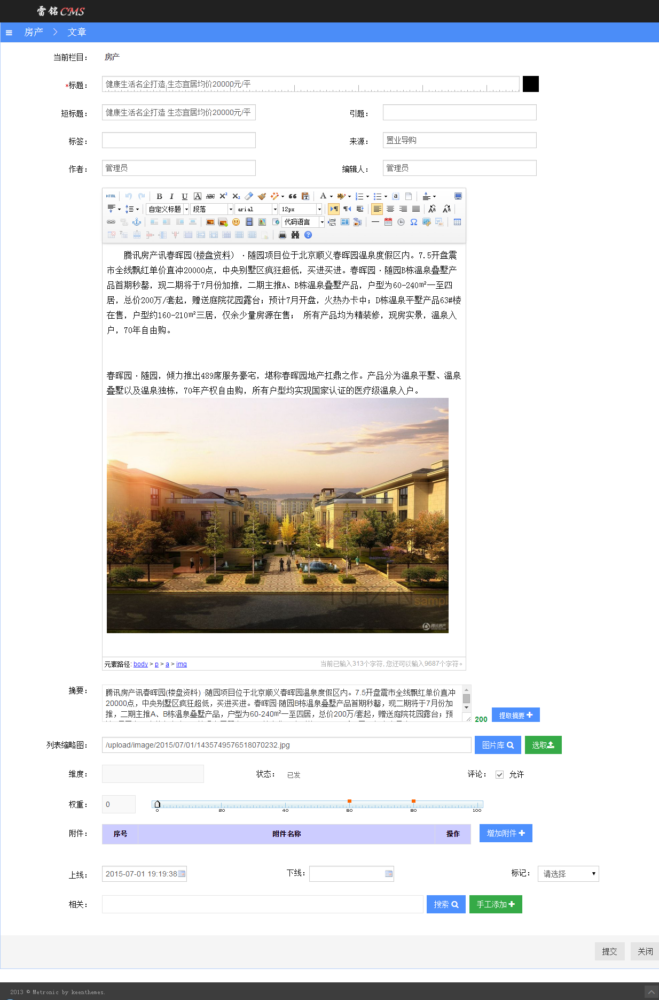 雷铭CMS
房产 > 文章
当前栏目： 房产
*标题： 健康生活名企打造 生态宜居均价20000元/平
短标题： 健康生活名企打造 生态宜居均价20000元/平 引题：
标签： 来源： 置业导购
作者： 管理员 编辑人： 管理员
HTML B I U A ABC X² X₂ A ab a
自定义标题 段落 arial 12px
代码语言
腾讯房产讯春晖园(楼盘资料) ·随园项目位于北京顺义春晖园温泉度假区内。7.5开盘震
市全线飘红单价直冲20000点，中央别墅区疯狂超低，买进买进。春晖园·随园B栋温泉叠墅产
品首期秒罄，现二期将于7月份加推，二期主推A、B栋温泉叠墅产品，户型为60-240㎡一至四
居，总价200万/套起，赠送庭院花园露台；预计7月开盘，火热办卡中；D栋温泉平墅产品63#楼
在售，户型约160-210㎡三居，仅余少量房源在售； 所有产品均为精装修，现房实景，温泉入
户，70年自由购。
春晖园·随园，倾力推出489席服务豪宅，堪称春晖园地产扛鼎之作。产品分为温泉平墅、温泉
叠墅以及温泉独栋，70年产权自由购，所有户型均实现国家认证的医疗级温泉入户。
sampl
腾讯房产
元素路径: body > p > a > img 当前已输入313个字符, 您还可以输入9687个字符。
摘要： 腾讯房产讯春晖园(楼盘资料) ·随园项目位于北京顺义春晖园温泉度假区内。7.5开盘震市全线飘红单价直冲
20000点，中央别墅区疯狂超低，买进买进。春晖园·随园B栋温泉叠墅产品首期秒罄，现二期将于7月份加
推，二期主推A、B栋温泉叠墅产品，户型为60-240㎡一至四居，总价200万/套起，赠送庭院花园露台；预
200 提取摘要
列表缩略图： /upload/image/2015/07/01/1435749576518070232.jpg 图片库 选取
维度： 状态： 已发 评论： 允许
权重： 0 0 20 40 60 80 100
附件： 序号 附件名称 操作 增加附件
上线： 2015-07-01 19:19:38 下线： 标记： 请选择
相关： 搜索 手工添加
提交 关闭
2013 © Metronic by keenthemes.